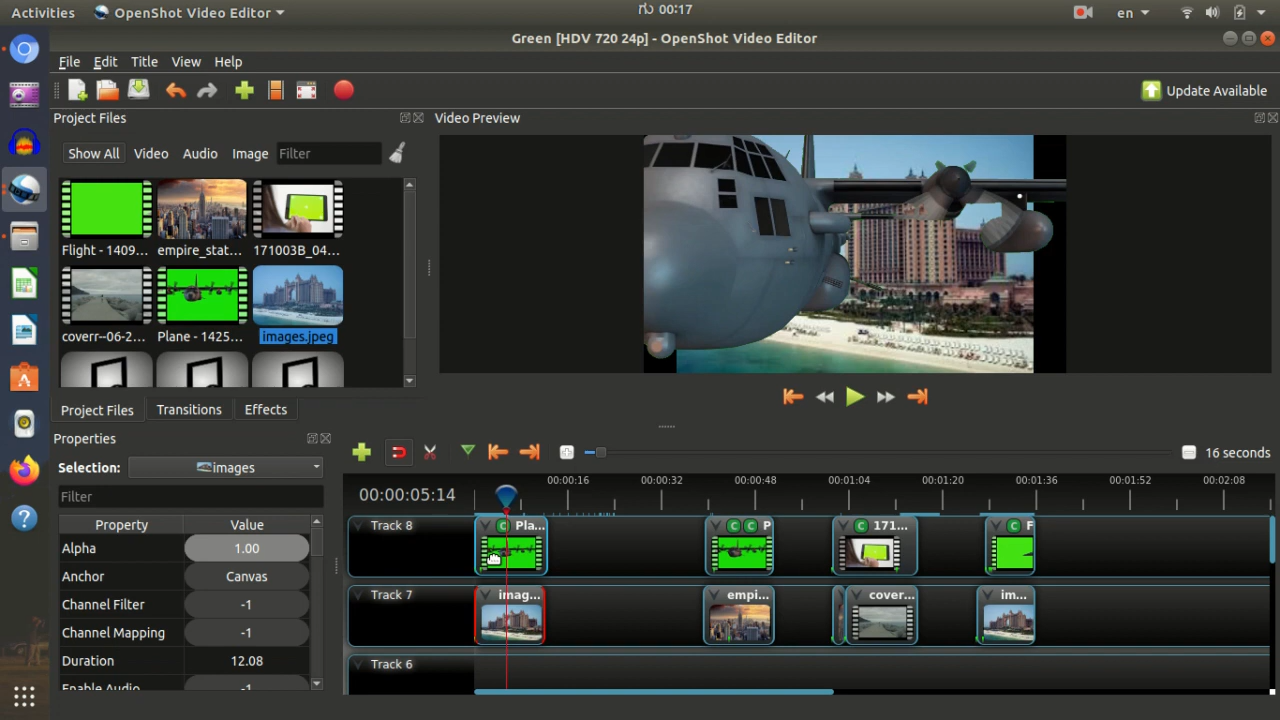 Activities OpenShot Video Editor 00:17 en
Green [HDV 720 24p] - OpenShot Video Editor
File Edit Title View Help
Update Available
Project Files Video Preview
Show All Video Audio Image Filter
Flight - 1409... empire_stat... 171003B_04...
coverr--06-2... Plane - 1425... images.jpeg
Project Files Transitions Effects
Properties
Selection: images
16 seconds
Filter
00:00:05:14 00:00:16 00:00:32 00:00:48 00:01:04 00:01:20 00:01:36 00:01:52 00:02:08
Property Value
Alpha 1.00
Anchor Canvas
Channel Filter -1
Channel Mapping -1
Duration 12.08
Enable Audio -1
Track 8 C Pla... C C P C 171... C F
Track 7 imag... empi... cover... im...
Track 6